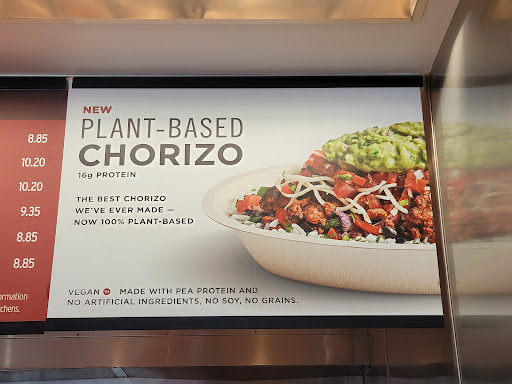 8.85
10.20
10.20
9.35
8.85
8.85
NEW
PLANT-BASED
CHORIZO
16g PROTEIN
THE BEST CHORIZO
WE'VE EVER MADE —
NOW 100% PLANT-BASED
VEGAN MADE WITH PEA PROTEIN AND
NO ARTIFICIAL INGREDIENTS, NO SOY, NO GRAINS.